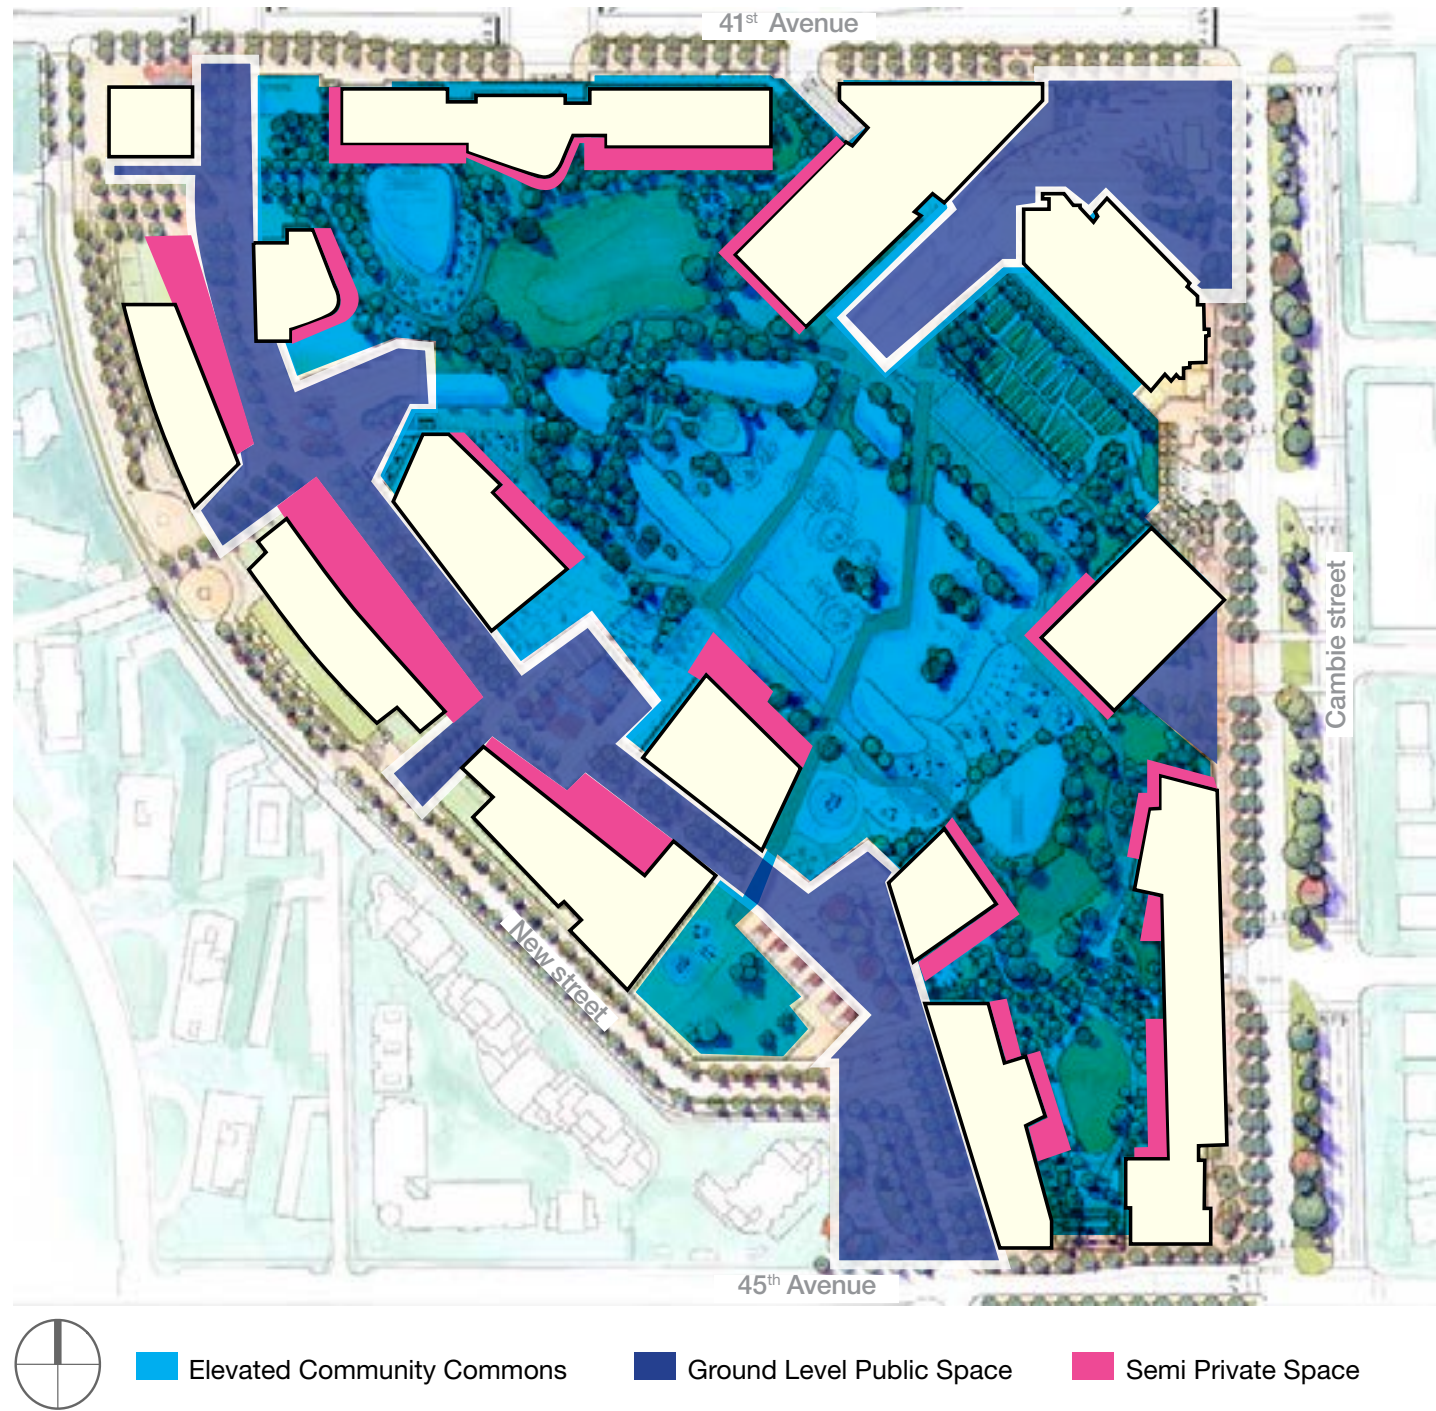 41st Avenue
Cambie street
New street
45th Avenue
Elevated Community Commons
Ground Level Public Space
Semi Private Space